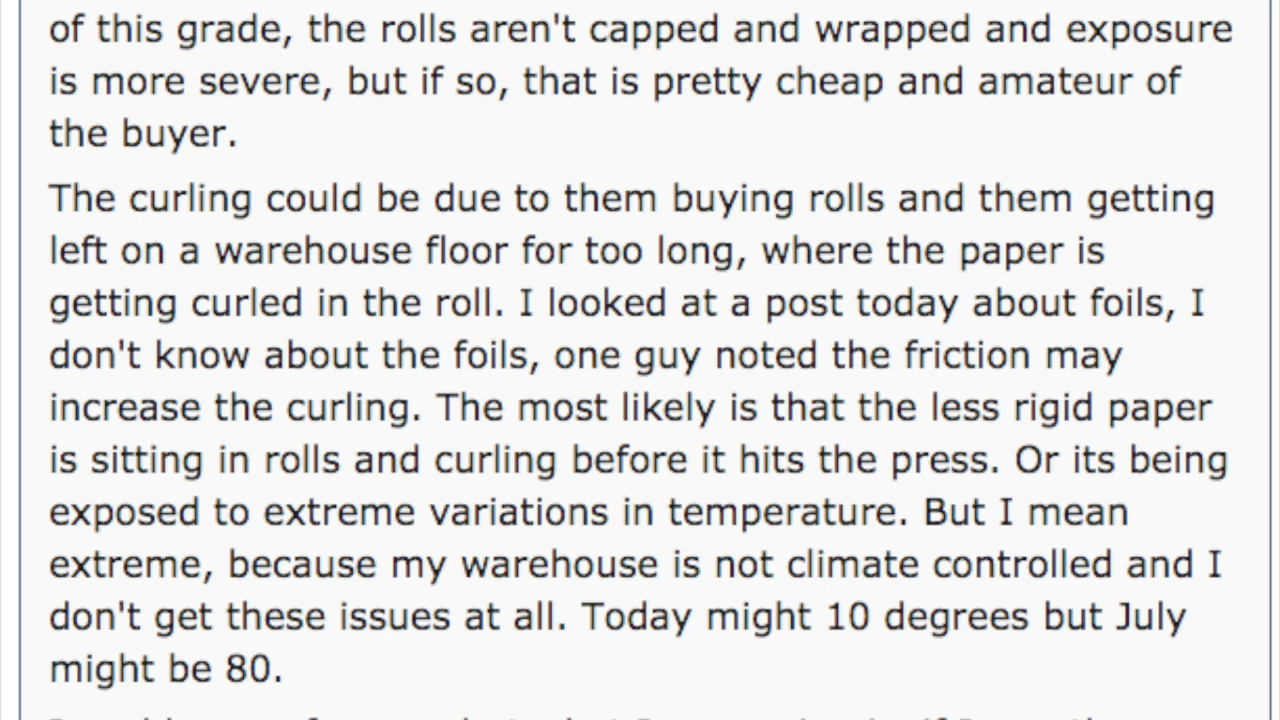 of this grade, the rolls aren't capped and wrapped and exposure
is more severe, but if so, that is pretty cheap and amateur of
the buyer.
The curling could be due to them buying rolls and them getting
left on a warehouse floor for too long, where the paper is
getting curled in the roll. I looked at a post today about foils, I
don't know about the foils, one guy noted the friction may
increase the curling. The most likely is that the less rigid paper
is sitting in rolls and curling before it hits the press. Or its being
exposed to extreme variations in temperature. But I mean
extreme, because my warehouse is not climate controlled and I
don't get these issues at all. Today might 10 degrees but July
might be 80.